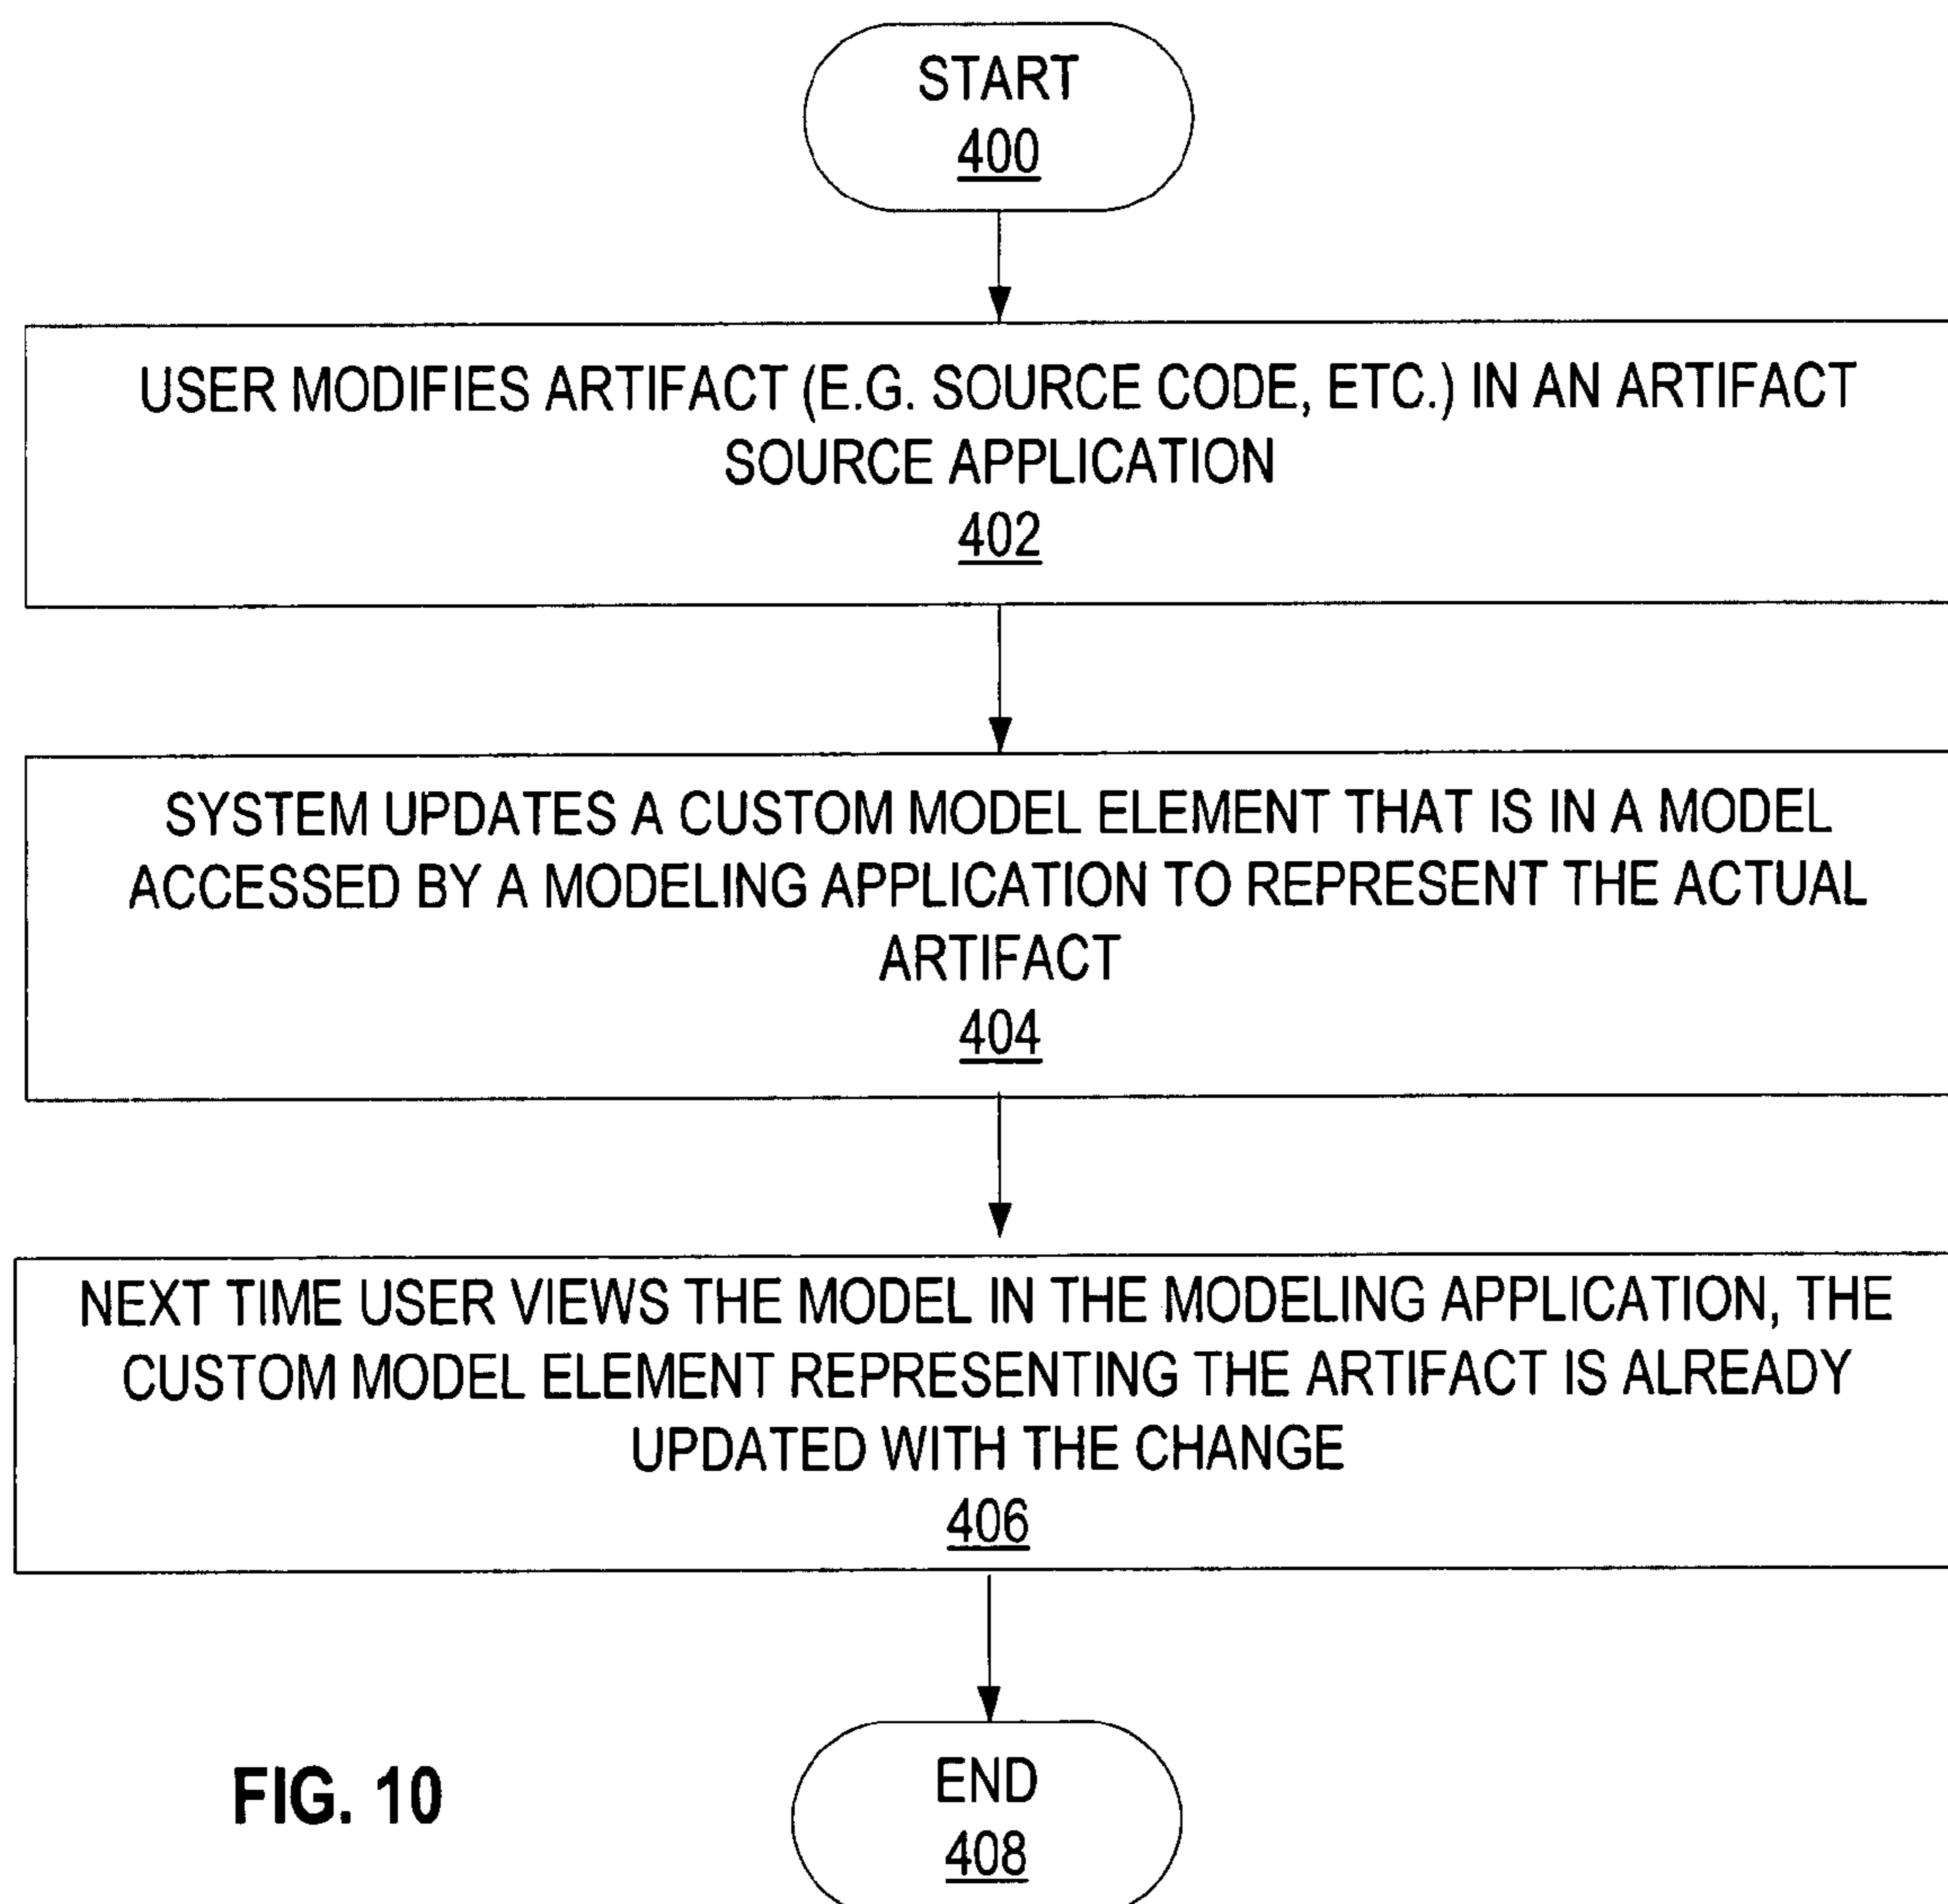 START
400
USER MODIFIES ARTIFACT (E.G. SOURCE CODE, ETC.) IN AN ARTIFACT
SOURCE APPLICATION
402
SYSTEM UPDATES A CUSTOM MODEL ELEMENT THAT IS IN A MODEL
ACCESSED BY A MODELING APPLICATION TO REPRESENT THE ACTUAL
ARTIFACT
404
NEXT TIME USER VIEWS THE MODEL IN THE MODELING APPLICATION, THE
CUSTOM MODEL ELEMENT REPRESENTING THE ARTIFACT IS ALREADY
UPDATED WITH THE CHANGE
406
END
408
FIG. 10